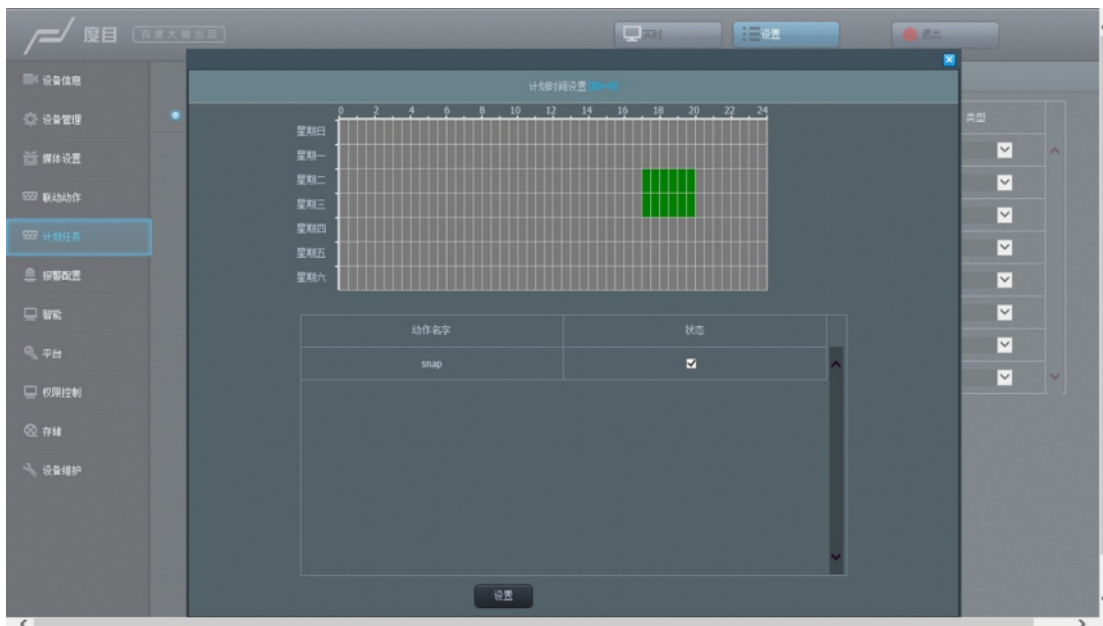 度目 百度大脑出品 实时 设置 退出
计划时间设置(ID=0)
0 2 4 6 8 10 12 14 16 18 20 22 24
星期日
星期一
星期二
星期三
星期四
星期五
星期六
动作名字 状态
snap
设置
设备信息
设备管理
媒体设置
联动动作
计划任务
报警配置
智能
平台
权限控制
存储
设备维护
类型